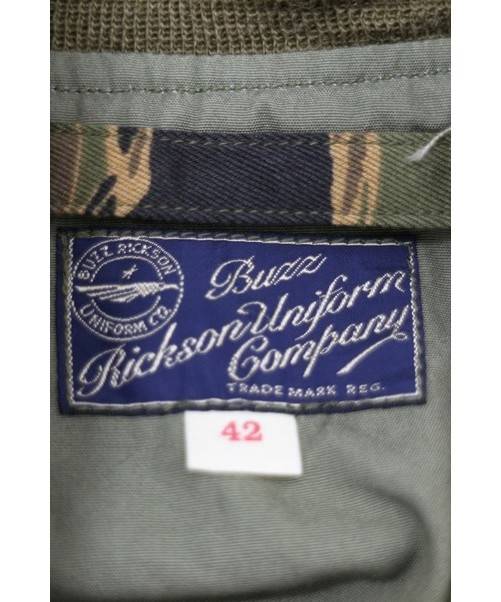 BUZZ RICKSON
UNIFORM CO.
Buzz
Rickson Uniform
Company
TRADE MARK REG.
42